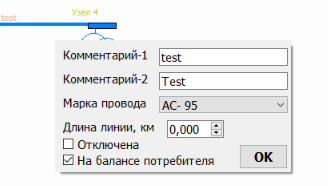 test
Узел 4
Комментарий-1 test
Комментарий-2 Test
Марка провода АС- 95
Длина линии, км 0,000
Отключена
На балансе потребителя
OK